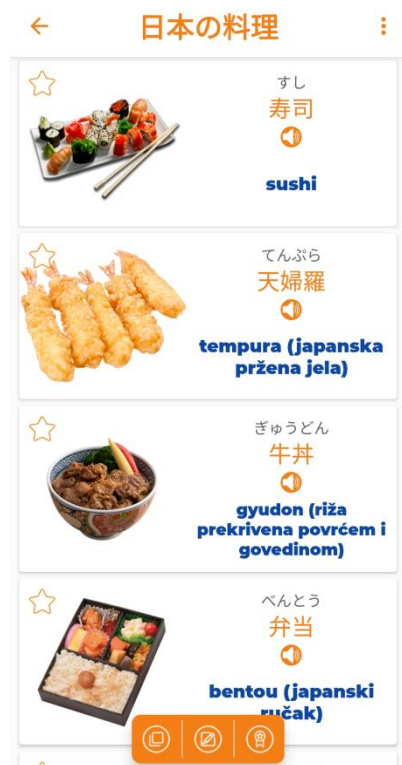 日本の料理
すし
寿司
sushi
てんぷら
天婦羅
tempura (japanska
pržena jela)
ぎゅうどん
牛丼
gyudon (riža
prekrivena povrćem i
govedinom)
べんとう
弁当
bentou (japanski
ručak)